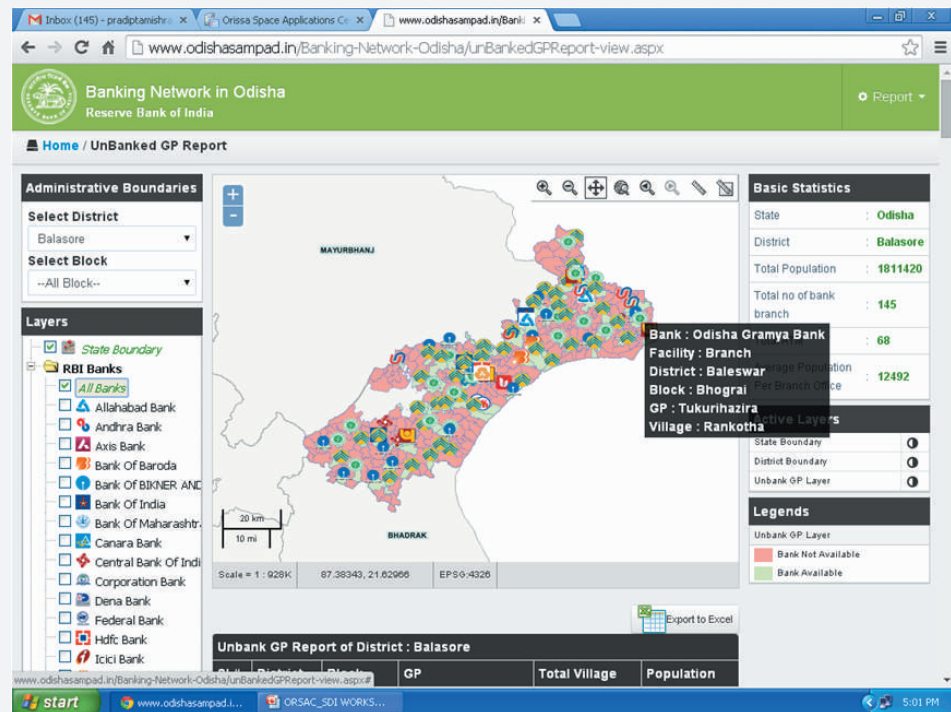 Inbox (145) - pradiptamishra
Orissa Space Applications Ce
www.odishasampad.in/Banki
www.odishasampad.in/Banking-Network-Odisha/unBankedGPReport-view.aspx
Banking Network in Odisha
Reserve Bank of India
Report
Home / UnBanked GP Report
Administrative Boundaries
Select District
Balasore
Select Block
--All Block--
Layers
State Boundary
RBI Banks
All Banks
Allahabad Bank
Andhra Bank
Axis Bank
Bank Of Baroda
Bank Of BIKNER AND
Bank Of India
Bank Of Maharashtr
Canara Bank
Central Bank Of Indi
Corporation Bank
Dena Bank
Federal Bank
Hdfc Bank
Icici Bank
+
-
MAYURBHANJ
BHADRAK
20 km
10 mi
Bank : Odisha Gramya Bank
Facility : Branch
District : Baleswar
Block : Bhograi
GP : Tukurihazira
Village : Rankotha
Scale = 1 : 928K
87.38343, 21.62966
EPSG:4326
Export to Excel
Unbank GP Report of District : Balasore
Sl# District Block GP Total Village Population
Basic Statistics
State : Odisha
District : Balasore
Total Population : 1811420
Total no of bank branch : 145
: 68
Average Population Per Branch Office : 12492
Active Layers
State Boundary
District Boundary
Unbank GP Layer
Legends
Unbank GP Layer
Bank Not Available
Bank Available
www.odishasampad.in/Banking-Network-Odisha/unBankedGPReport-view.aspx#
start
www.odishasampad.i...
ORSAC_SDI WORKS...
5:01 PM